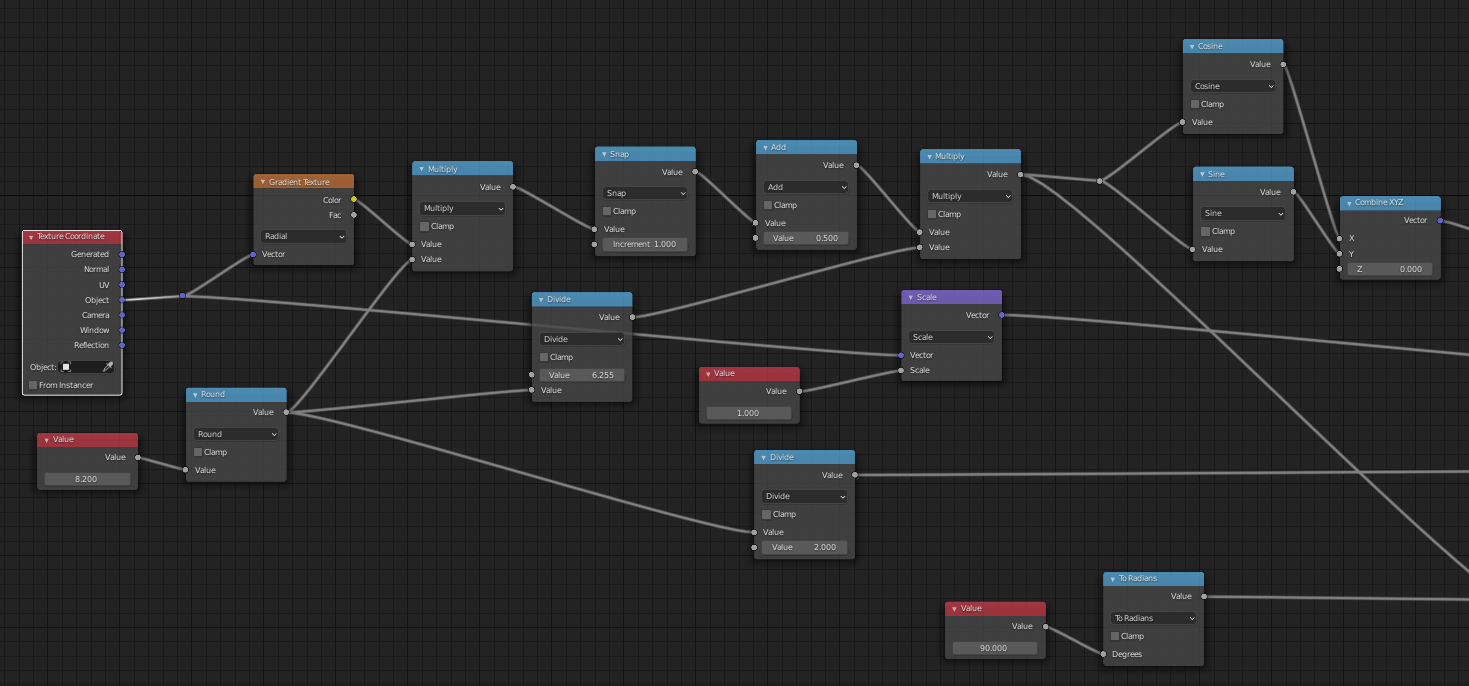 Texture Coordinate
Generated
Normal
UV
Object
Camera
Window
Reflection
Object:
From Instancer
Value
Value
8.200
Round
Value
Round
Clamp
Value
Gradient Texture
Color
Fac
Radial
Vector
Multiply
Value
Multiply
Clamp
Value
Value
Divide
Value
Divide
Clamp
Value 6.255
Value
Snap
Value
Snap
Clamp
Value
Increment 1.000
Add
Value
Add
Clamp
Value
Value 0.500
Value
Value
1.000
Divide
Value
Divide
Clamp
Value
Value 2.000
Multiply
Value
Multiply
Clamp
Value
Value
Scale
Vector
Scale
Vector
Scale
Value
Value
90.000
To Radians
Value
To Radians
Clamp
Degrees
Cosine
Value
Cosine
Clamp
Value
Sine
Value
Sine
Clamp
Value
Combine XYZ
Vector
X
Y
Z 0.000